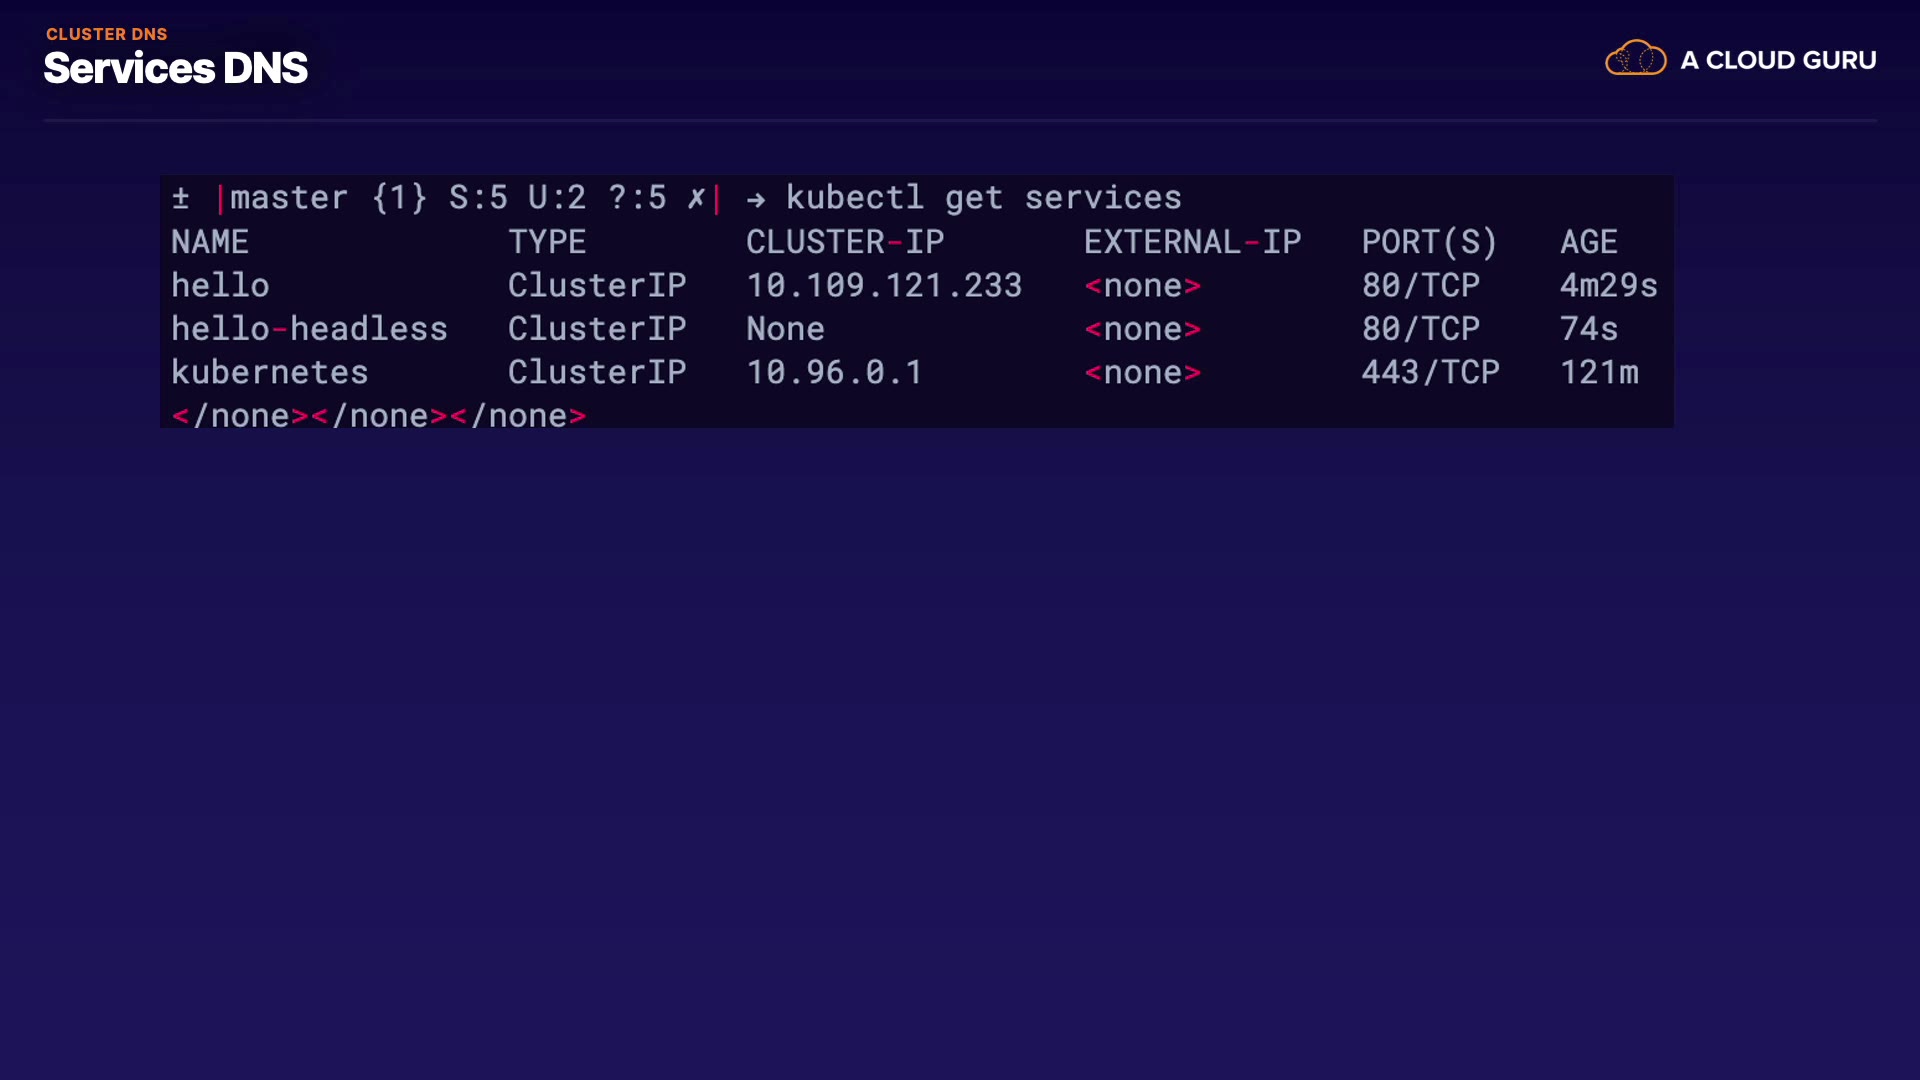 CLUSTER DNS
Services DNS
A CLOUD GURU
± |master {1} S:5 U:2 ?:5 ✗| → kubectl get services
NAME TYPE CLUSTER-IP EXTERNAL-IP PORT(S) AGE
hello ClusterIP 10.109.121.233 <none> 80/TCP 4m29s
hello-headless ClusterIP None <none> 80/TCP 74s
kubernetes ClusterIP 10.96.0.1 <none> 443/TCP 121m
</none></none></none>